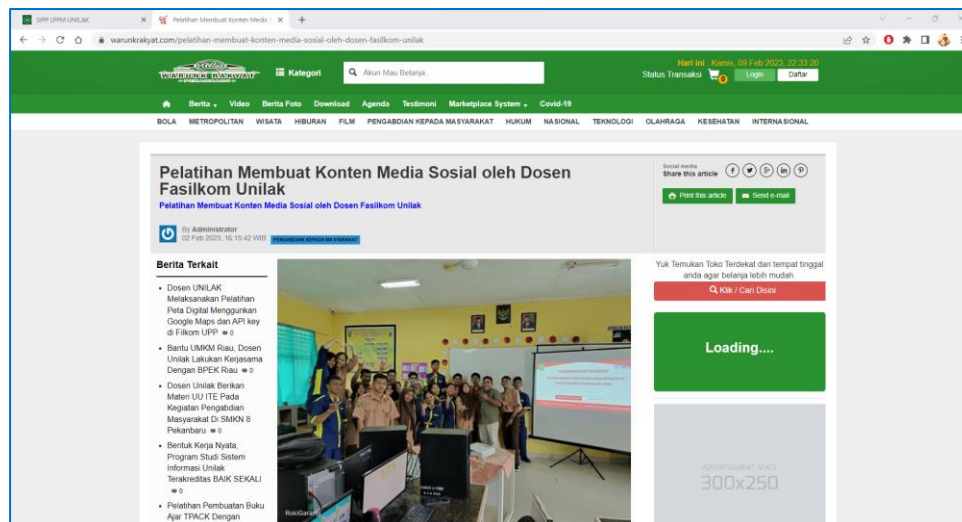 SIPP LPPM UNILAK
Pelatihan Membuat Konten Media S
warunkrakyat.com/pelatihan-membuat-konten-media-sosial-oleh-dosen-fasilkom-unilak
WARUNK RAKYAT
Kategori
Akun Mau Belanja..
Hari ini : Kamis, 09 Feb 2023, 22:33:20
Status Transaksi 0 Login Daftar
Berita Video Berita Foto Download Agenda Testimoni Marketplace System Covid-19
BOLA METROPOLITAN WISATA HIBURAN FILM PENGABDIAN KEPADA MASYARAKAT HUKUM NASIONAL TEKNOLOGI OLAHRAGA KESEHATAN INTERNASIONAL
Pelatihan Membuat Konten Media Sosial oleh Dosen
Fasilkom Unilak
Pelatihan Membuat Konten Media Sosial oleh Dosen Fasilkom Unilak
By Administrator
02 Feb 2023, 16:15:42 WIB PENGABDIAN KEPADA MASYARAKAT
Social media
Share this article
Print this article Send e-mail
Berita Terkait
Dosen UNILAK
Melaksanakan Pelatihan
Peta Digital Menggunkan
Google Maps dan API key
di Filkom UPP 0
Bantu UMKM Riau, Dosen
Unilak Lakukan Kerjasama
Dengan BPEK Riau 0
Dosen Unilak Berikan
Materi UU ITE Pada
Kegiatan Pengabdian
Masyarakat Di SMKN 8
Pekanbaru 0
Bentuk Kerja Nyata,
Program Studi Sistem
Informasi Unilak
Terakreditas BAIK SEKALI
0
Pelatihan Pembuatan Buku
Ajar TPACK Dengan
Yuk Temukan Toko Terdekat dari tempat tinggal
anda agar belanja lebih mudah.
Klik / Cari Disini
Loading....
ADVERTISEMENT SPACE
300x250